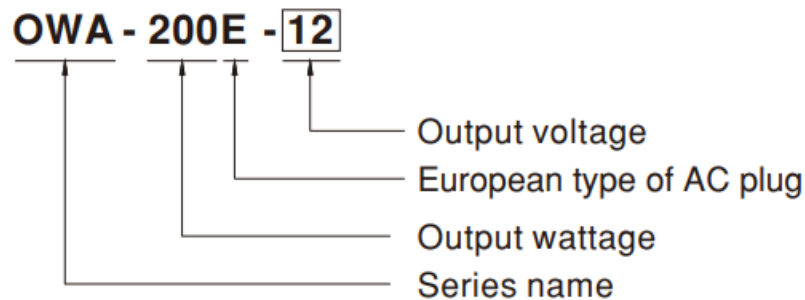 OWA - 200E - 12
Output voltage
European type of AC plug
Output wattage
Series name